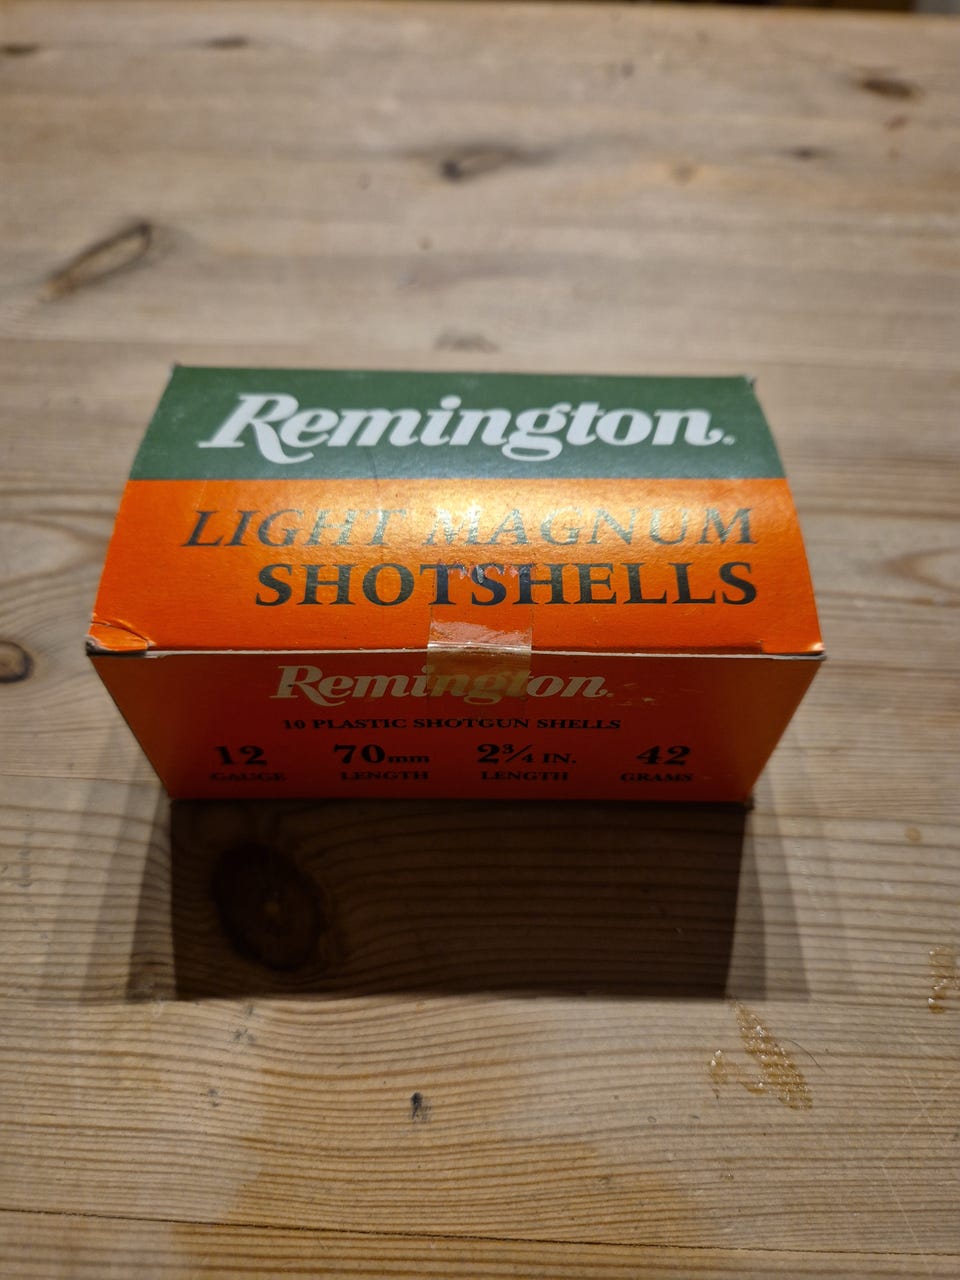 Remington.
LIGHT MAGNUM
SHOTSHELLS
Remington.
10 PLASTIC SHOTGUN SHELLS
12 70mm 2¾ IN. 42
GAUGE LENGTH LENGTH GRAMS